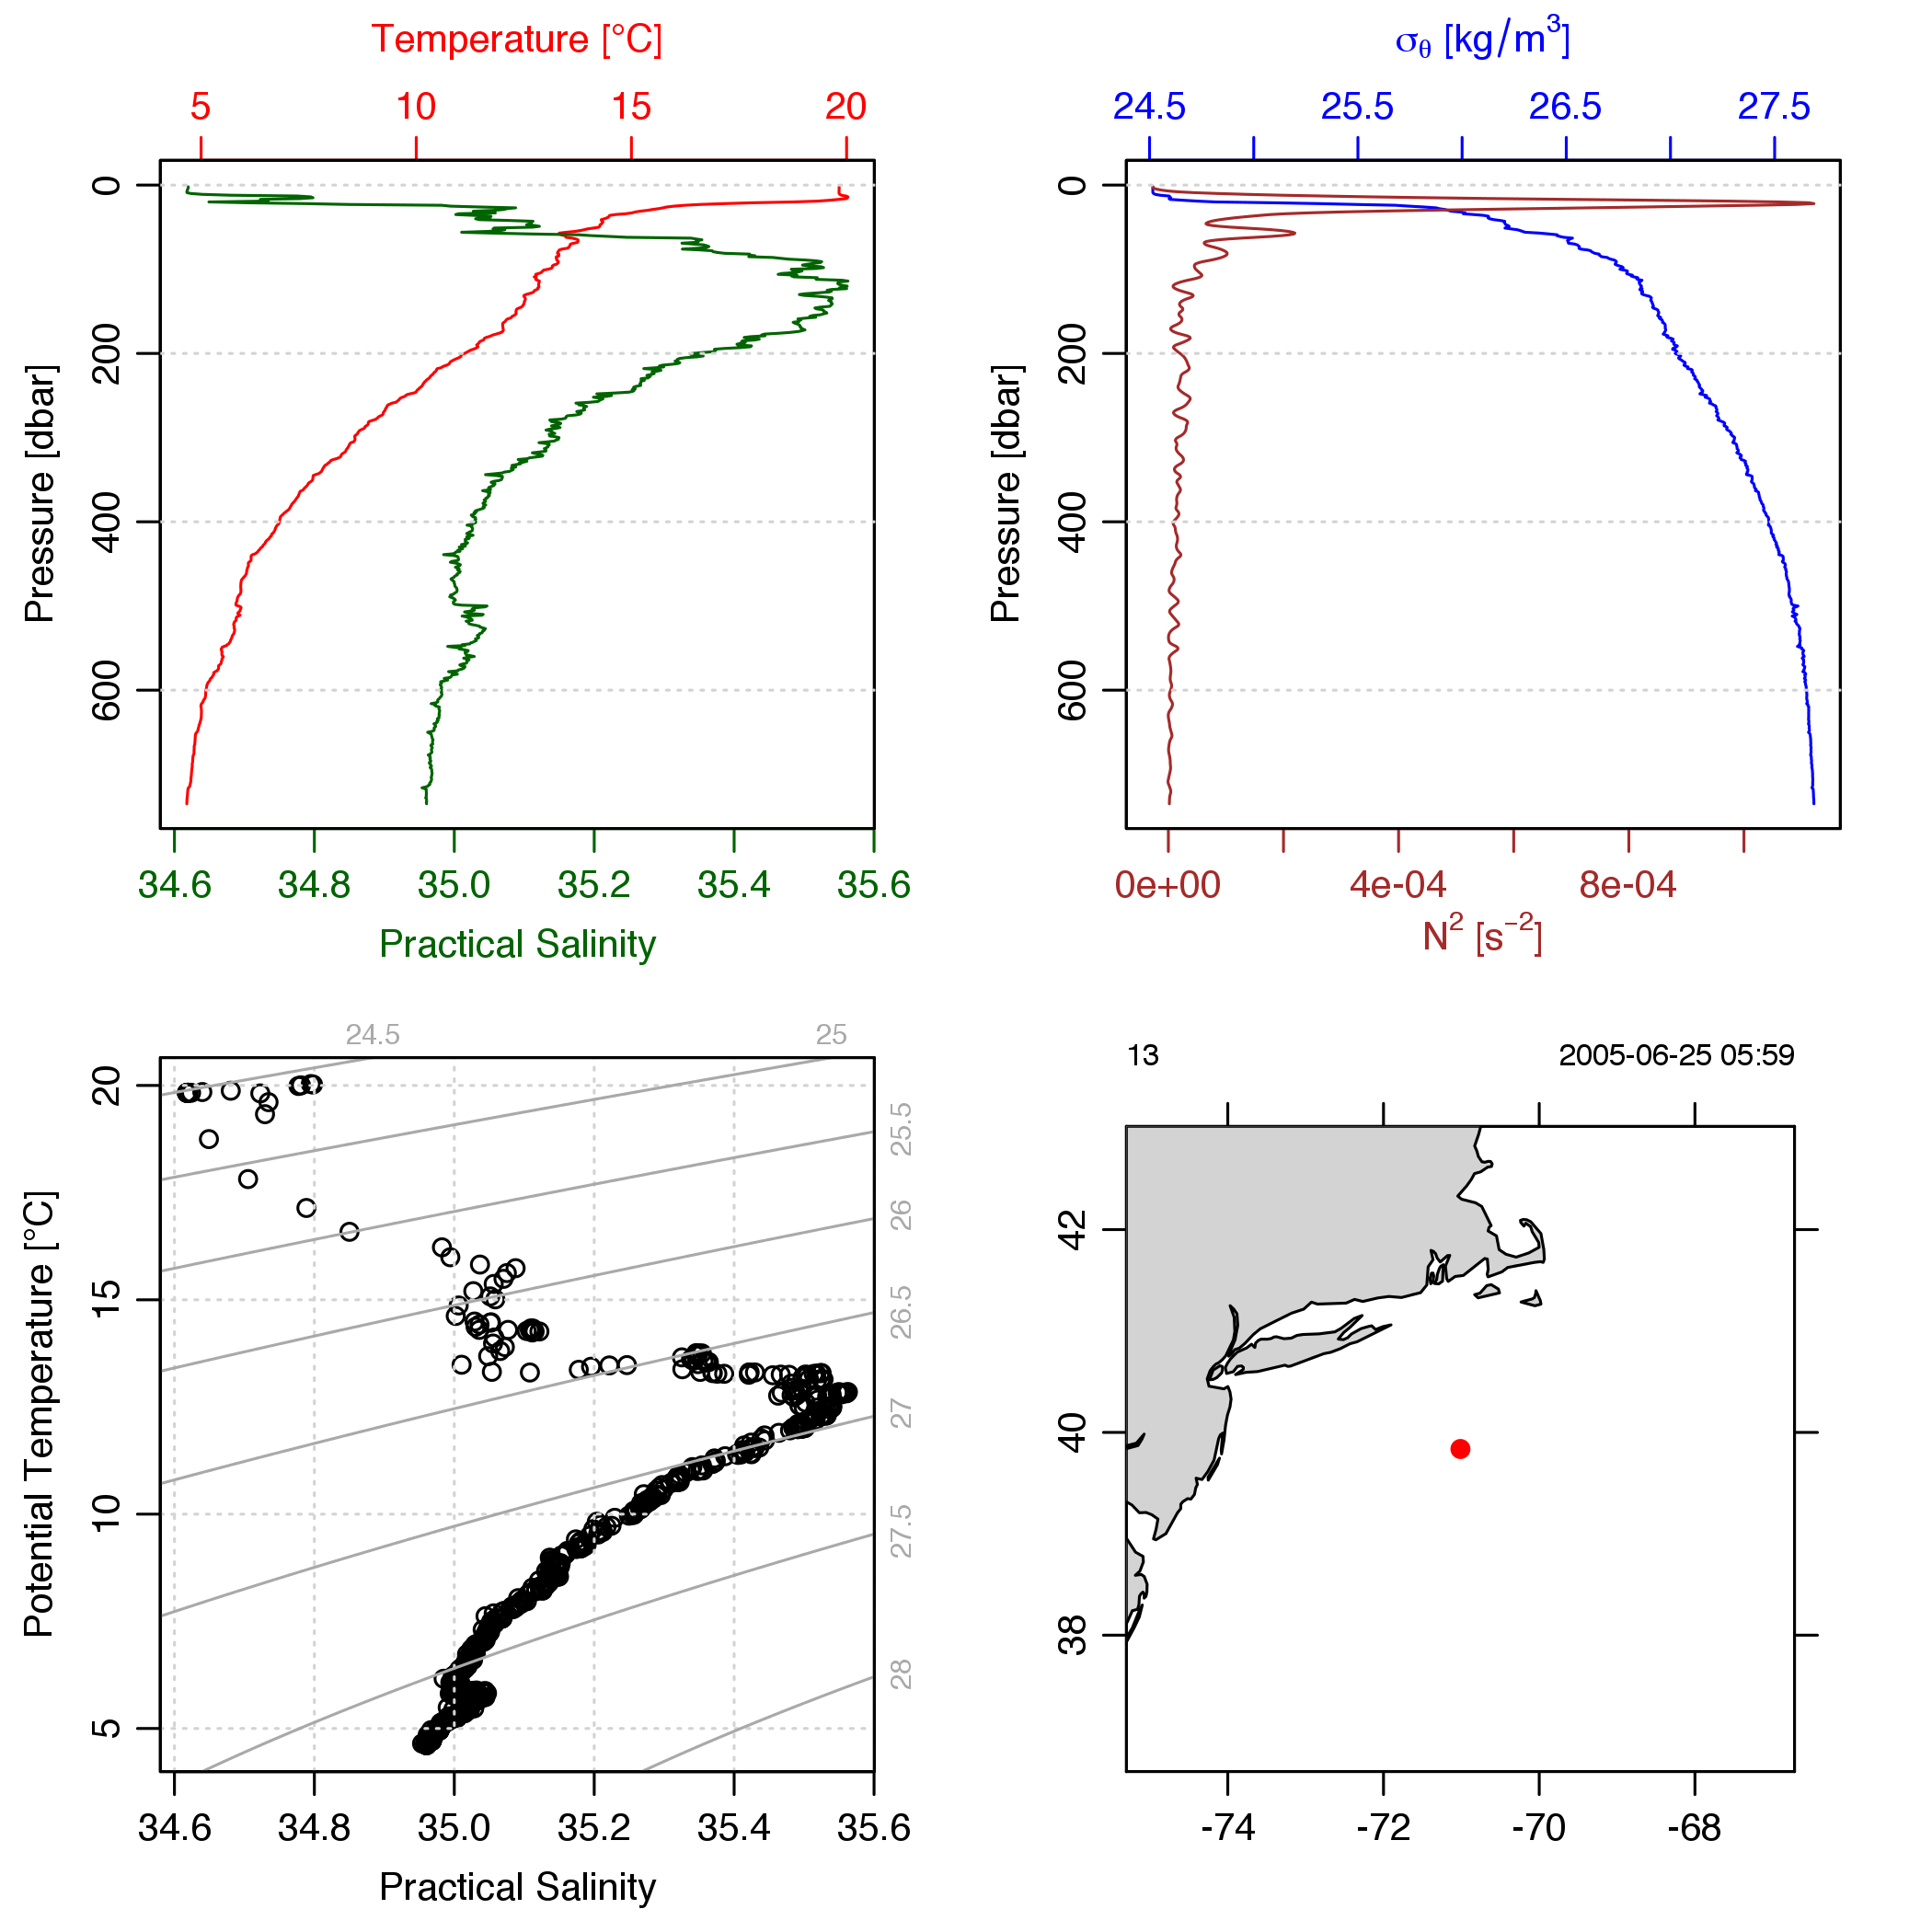 Temperature [°C]
5 10 15 20
0
200
400
600
Pressure [dbar]
34.6 34.8 35.0 35.2 35.4 35.6
Practical Salinity
σθ [kg/m³]
24.5 25.5 26.5 27.5
0
200
400
600
Pressure [dbar]
0e+00 4e-04 8e-04
N² [s⁻²]
24.5 25
20
15
10
5
Potential Temperature [°C]
25.5
26
26.5
27
27.5
28
34.6 34.8 35.0 35.2 35.4 35.6
Practical Salinity
13 2005-06-25 05:59
42
40
38
-74 -72 -70 -68